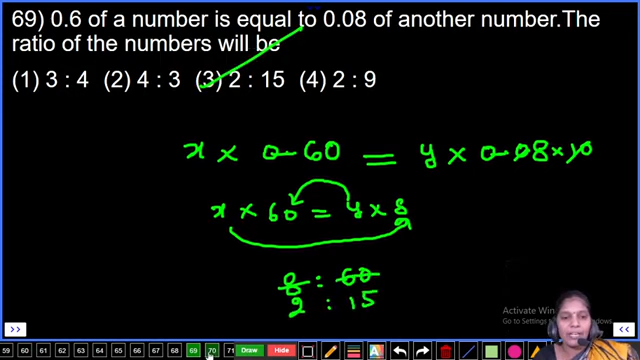 69) 0.6 of a number is equal to 0.08 of another number.The
ratio of the numbers will be
(1) 3 : 4 (2) 4 : 3 (3) 2 : 15 (4) 2 : 9
x × 0.60 = y × 0.08 × 10
x × 60 = y × 8
8 : 60
2 : 15
Activate Windows
Go to Settings to activate Windows
>> >>
59 60 61 62 63 64 65 66 67 68 69 70 71 Draw Hide